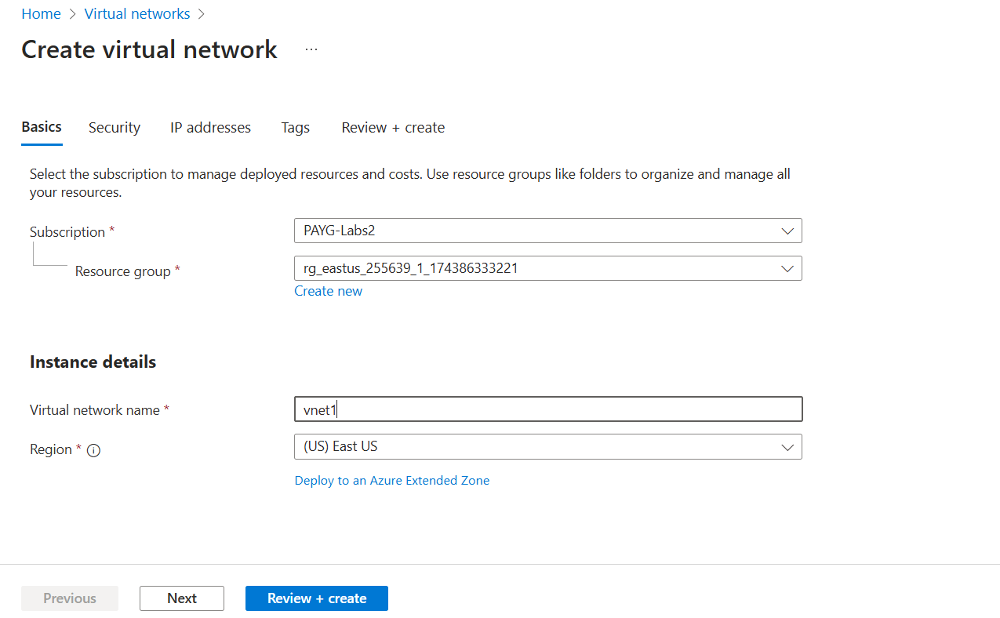 Home > Virtual networks >
Create virtual network ...
Basics Security IP addresses Tags Review + create
Select the subscription to manage deployed resources and costs. Use resource groups like folders to organize and manage all
your resources.
Subscription * PAYG-Labs2
Resource group * rg_eastus_255639_1_174386333221
Create new
Instance details
Virtual network name * vnet1
Region * (US) East US
Deploy to an Azure Extended Zone
Previous Next Review + create